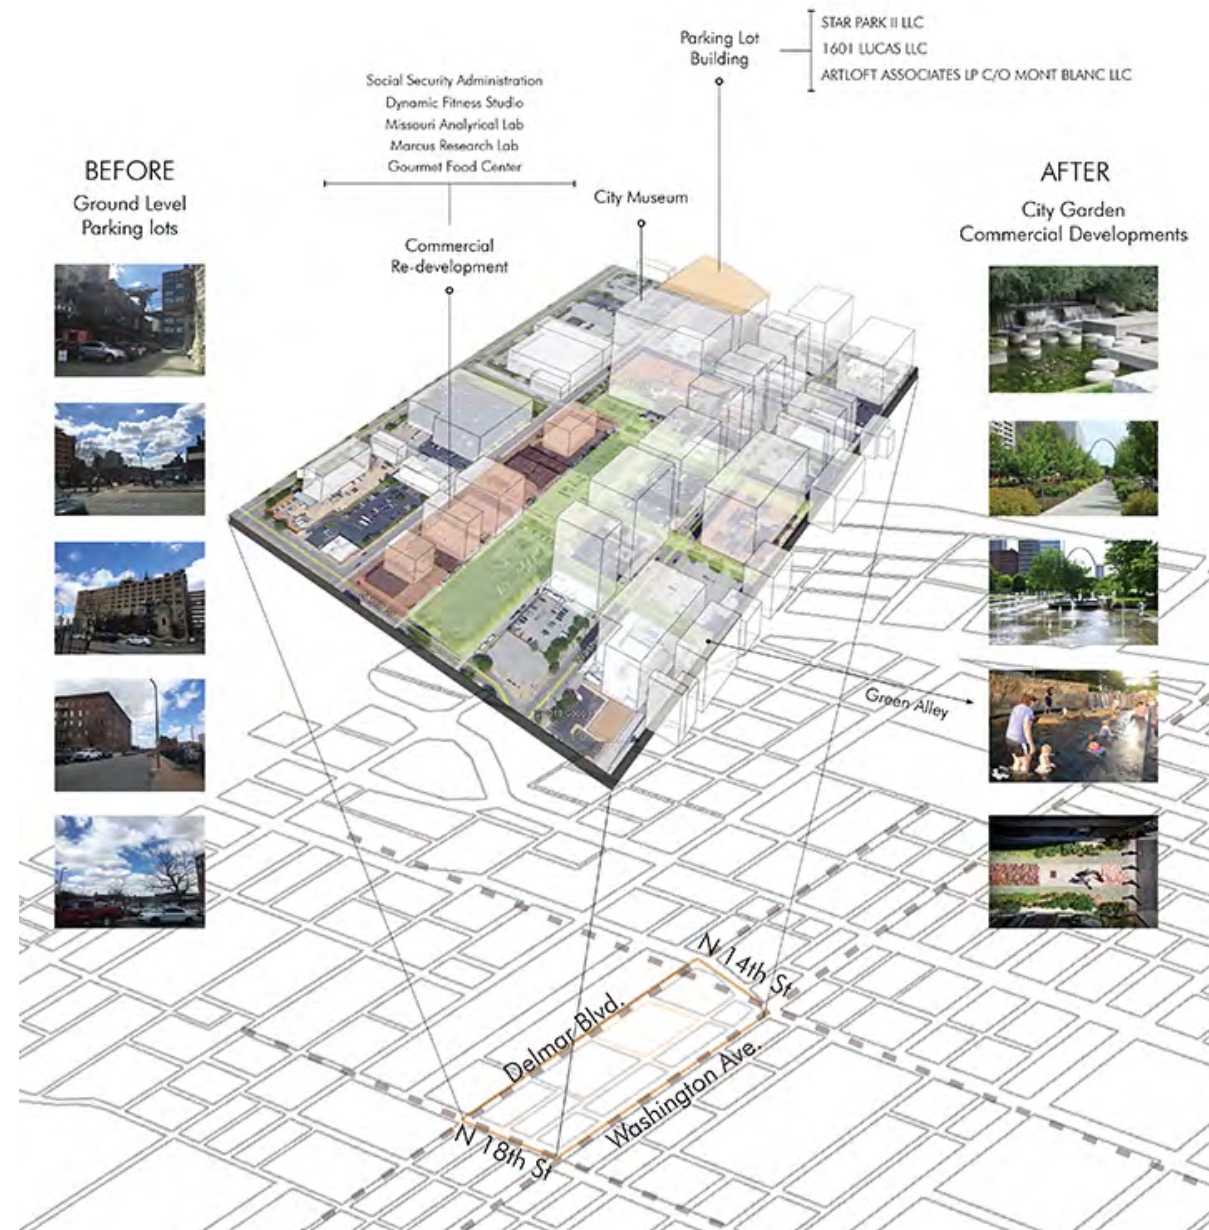 STAR PARK II LLC
1601 LUCAS LLC
ARTLOFT ASSOCIATES LP C/O MONT BLANC LLC
Parking Lot
Building
Social Security Administration
Dynamic Fitness Studio
Missouri Analyrical Lab
Marcus Research Lab
Gourmet Food Center
City Museum
Commercial
Re-development
BEFORE
Ground Level
Parking lots
AFTER
City Garden
Commercial Developments
Green Alley
N 14th St
Delmar Blvd.
Washington Ave.
N 18th St